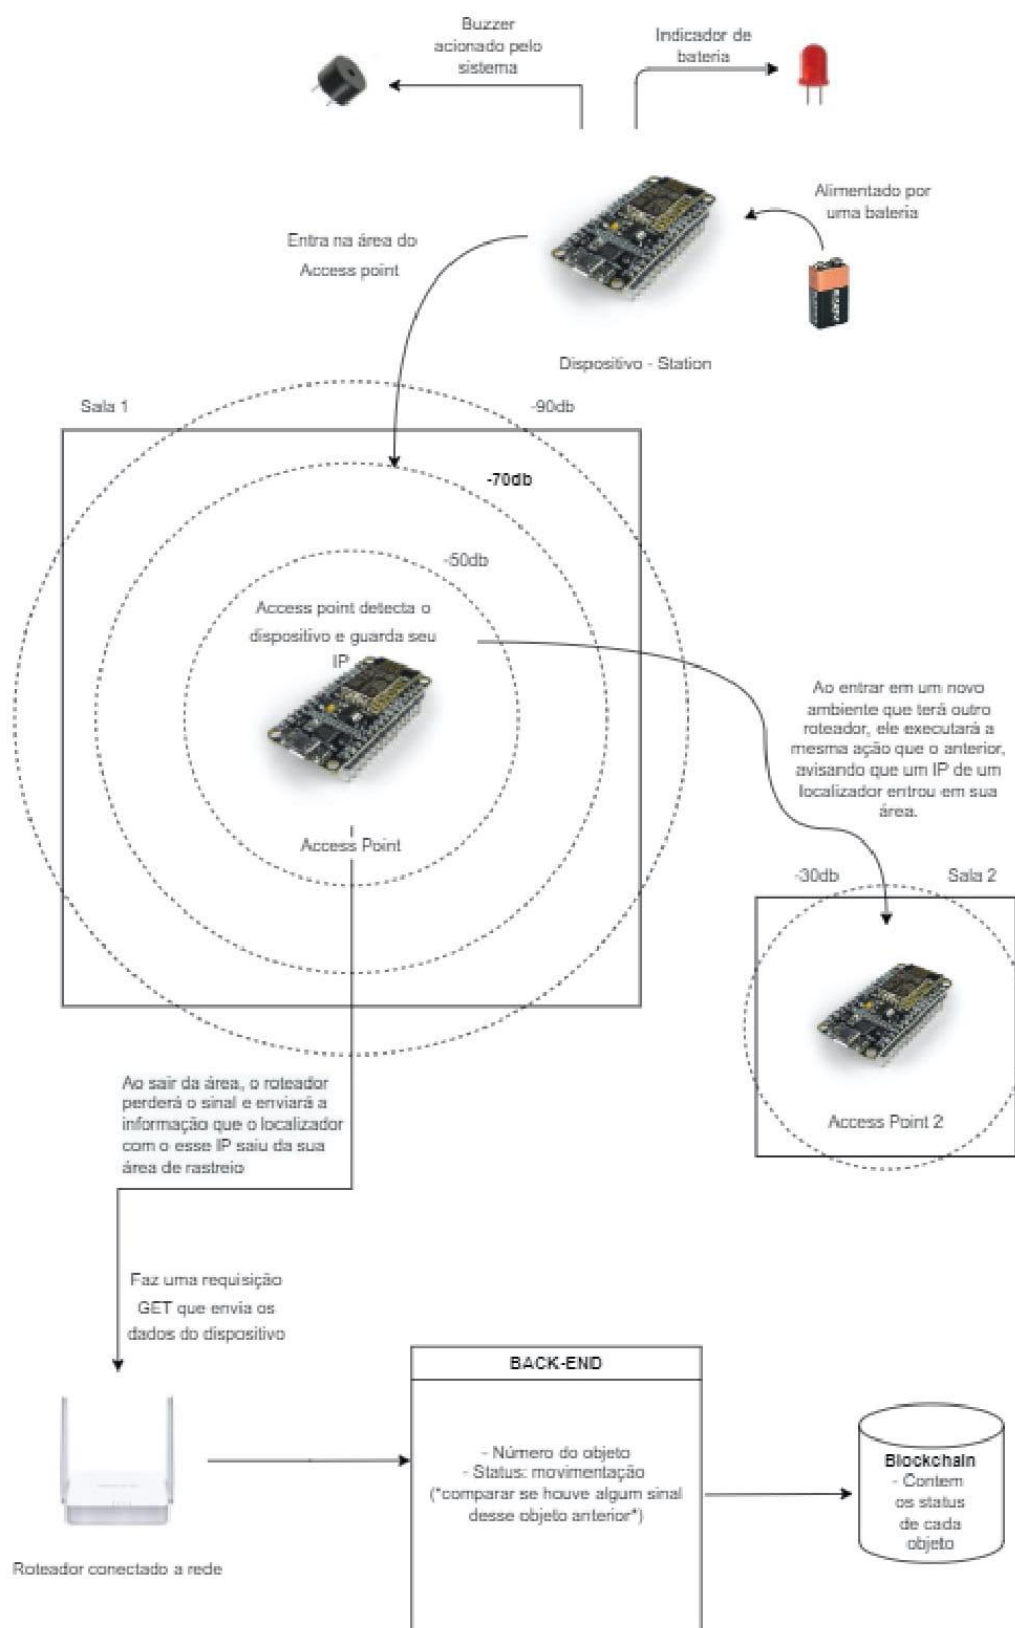 Buzzer
acionado pelo
sistema
Indicador de
bateria
Alimentado por
uma bateria
Entra na área do
Access point
Dispositivo - Station
Sala 1
-90db
-70db
-50db
Access point detecta o
dispositivo e guarda seu
IP
Access Point
Ao entrar em um novo
ambiente que terá outro
roteador, ele executará a
mesma ação que o anterior,
avisando que um IP de um
localizador entrou em sua
área.
-30db
Sala 2
Access Point 2
Ao sair da área, o roteador
perderá o sinal e enviará a
informação que o localizador
com o esse IP saiu da sua
área de rastreio
Faz uma requisição
GET que envia os
dados do dispositivo
Roteador conectado a rede
BACK-END
- Número do objeto
- Status: movimentação
(*comparar se houve algum sinal
desse objeto anterior*)
Blockchain
- Contem
os status
de cada
objeto